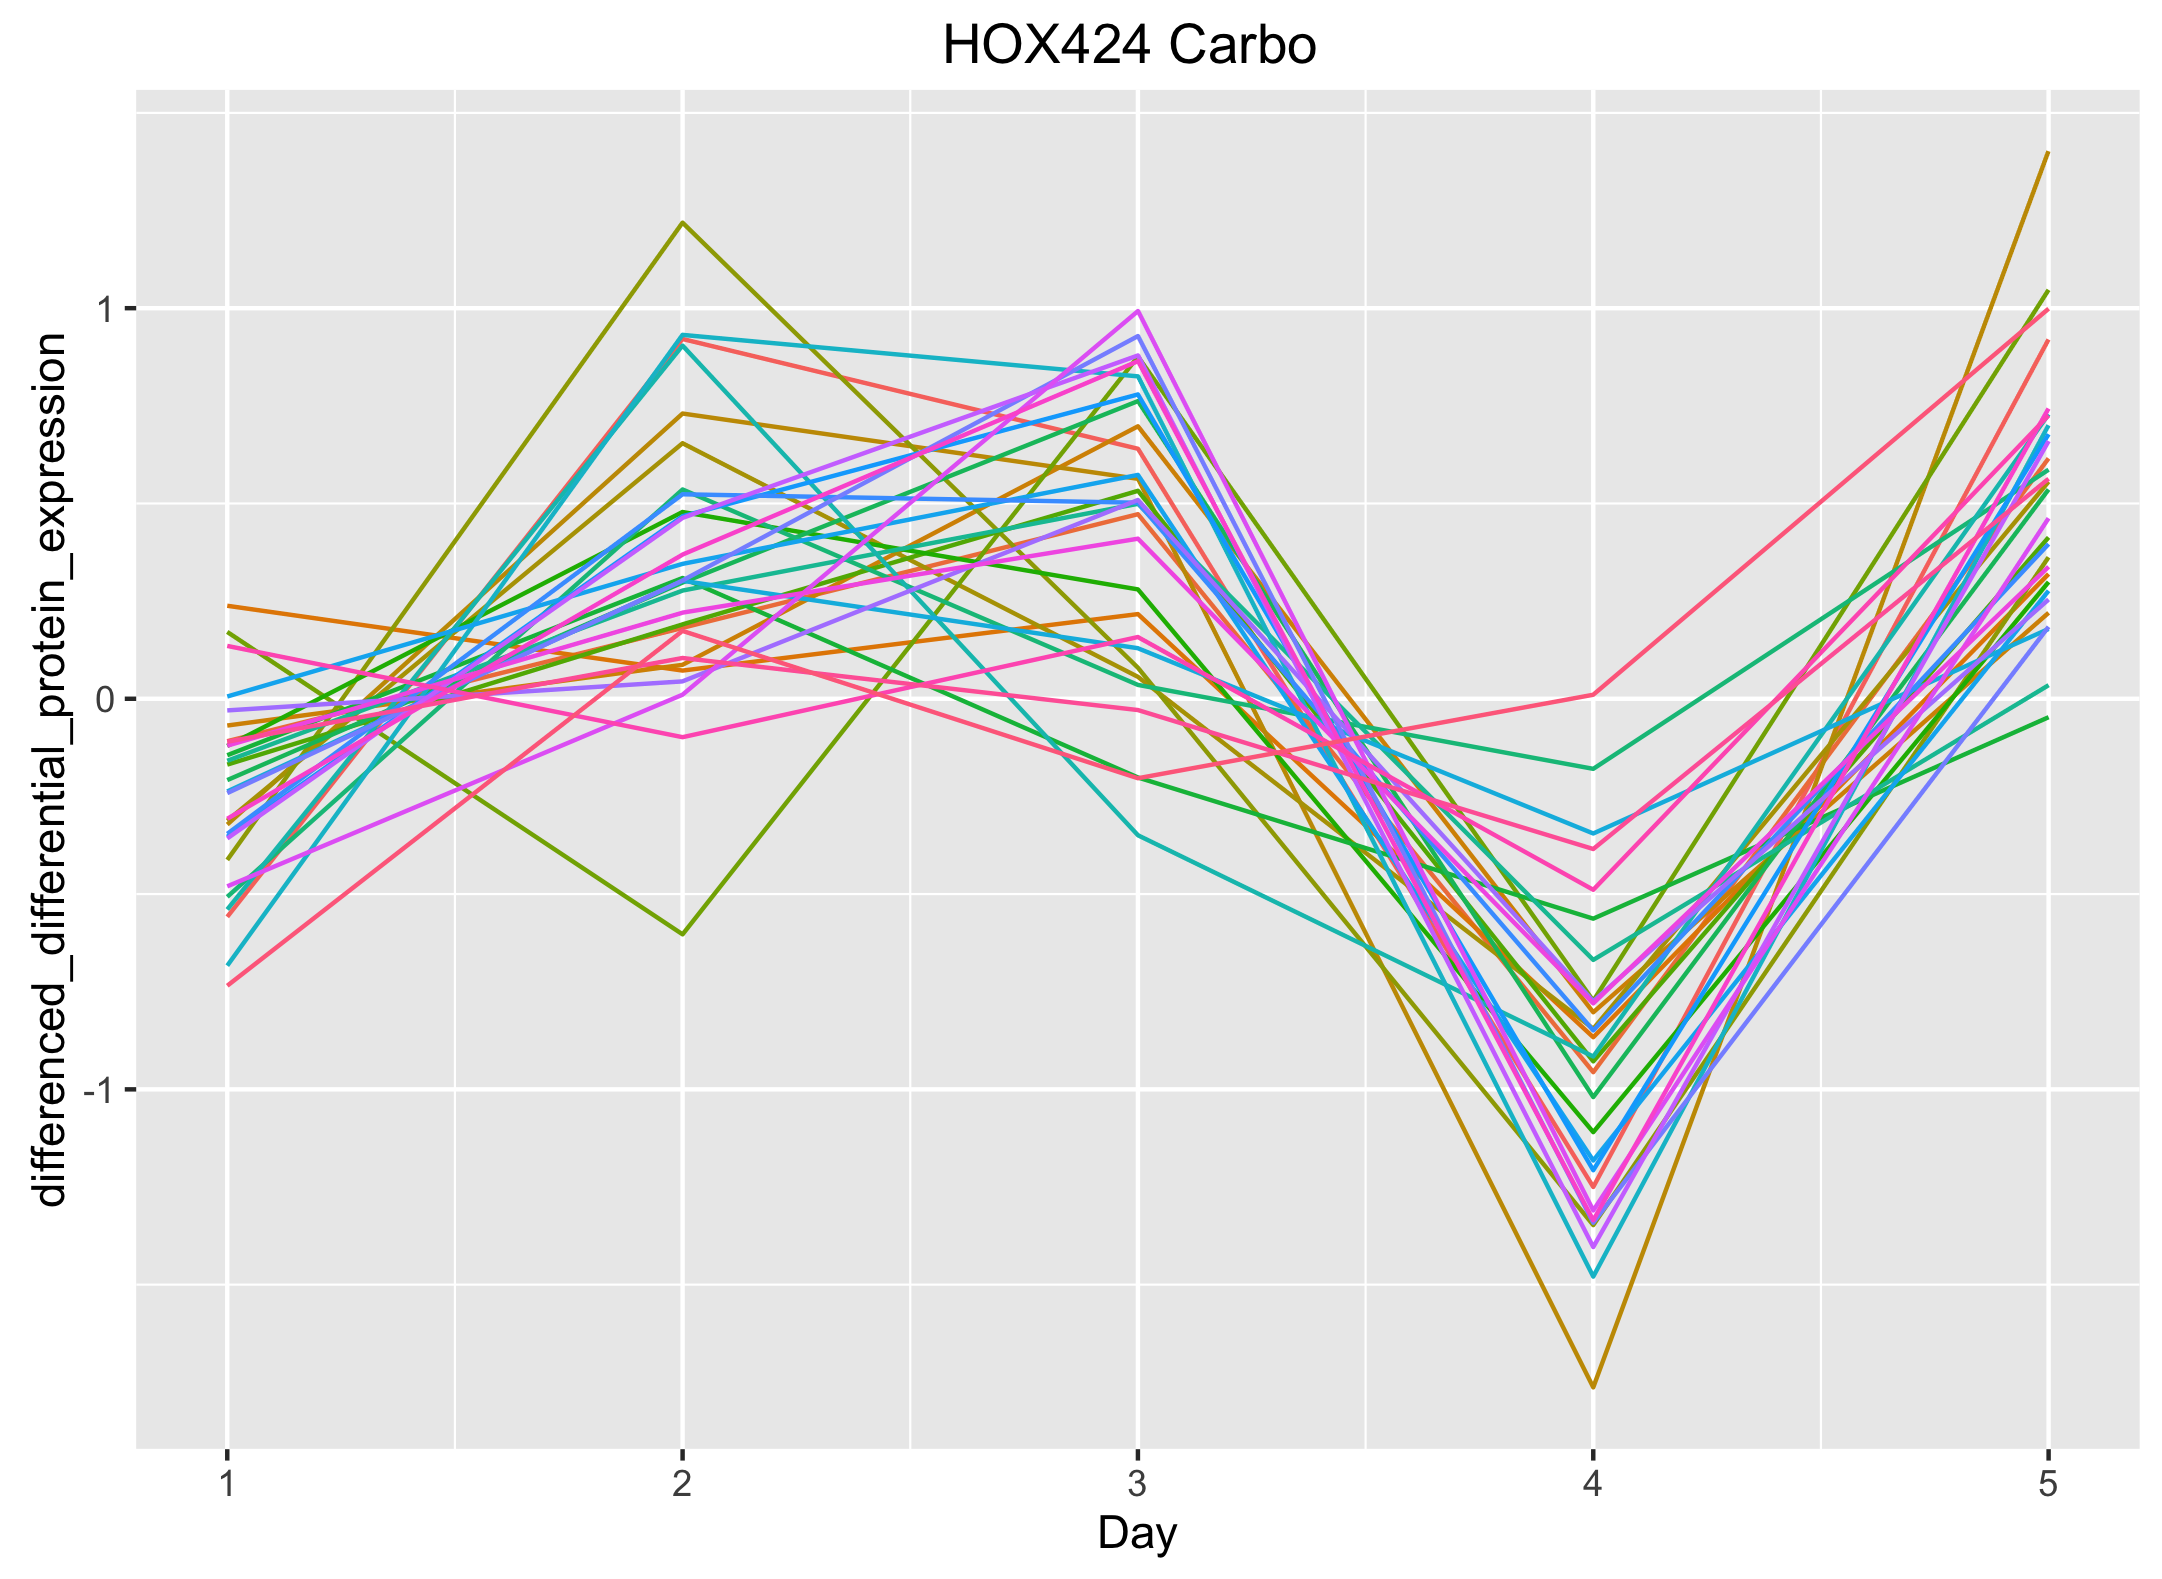 HOX424 Carbo
differenced_differential_protein_expression
1
0
-1
1 2 3 4 5
Day